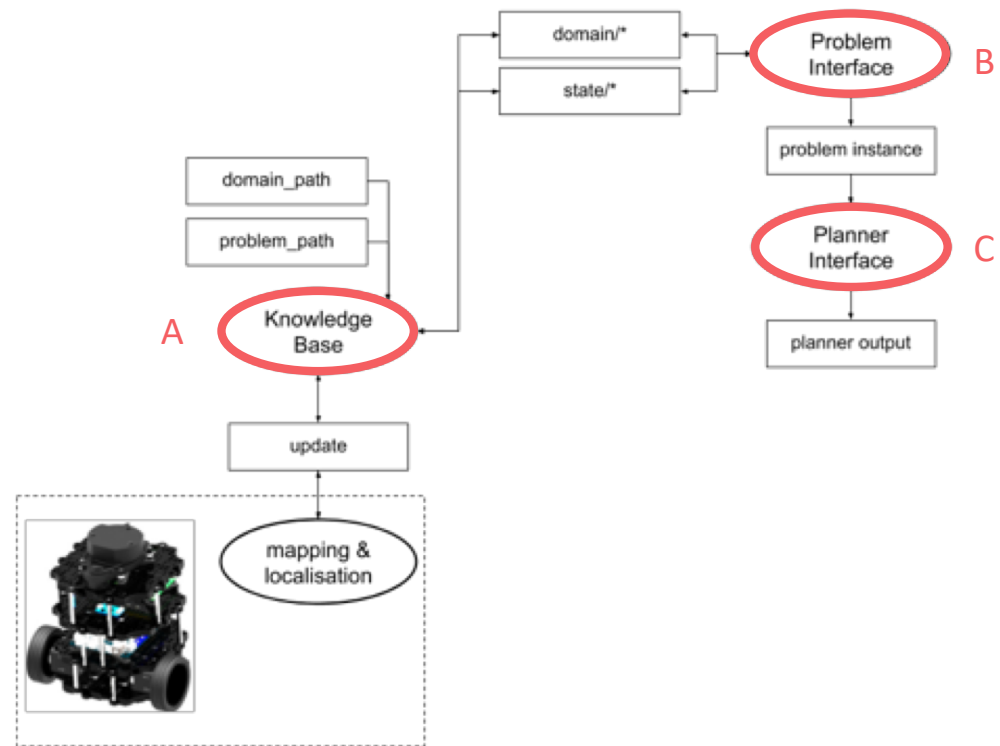 domain/*
state/*
Problem
Interface
B
problem instance
domain_path
problem_path
Planner
Interface
C
A
Knowledge
Base
planner output
update
mapping &
localisation